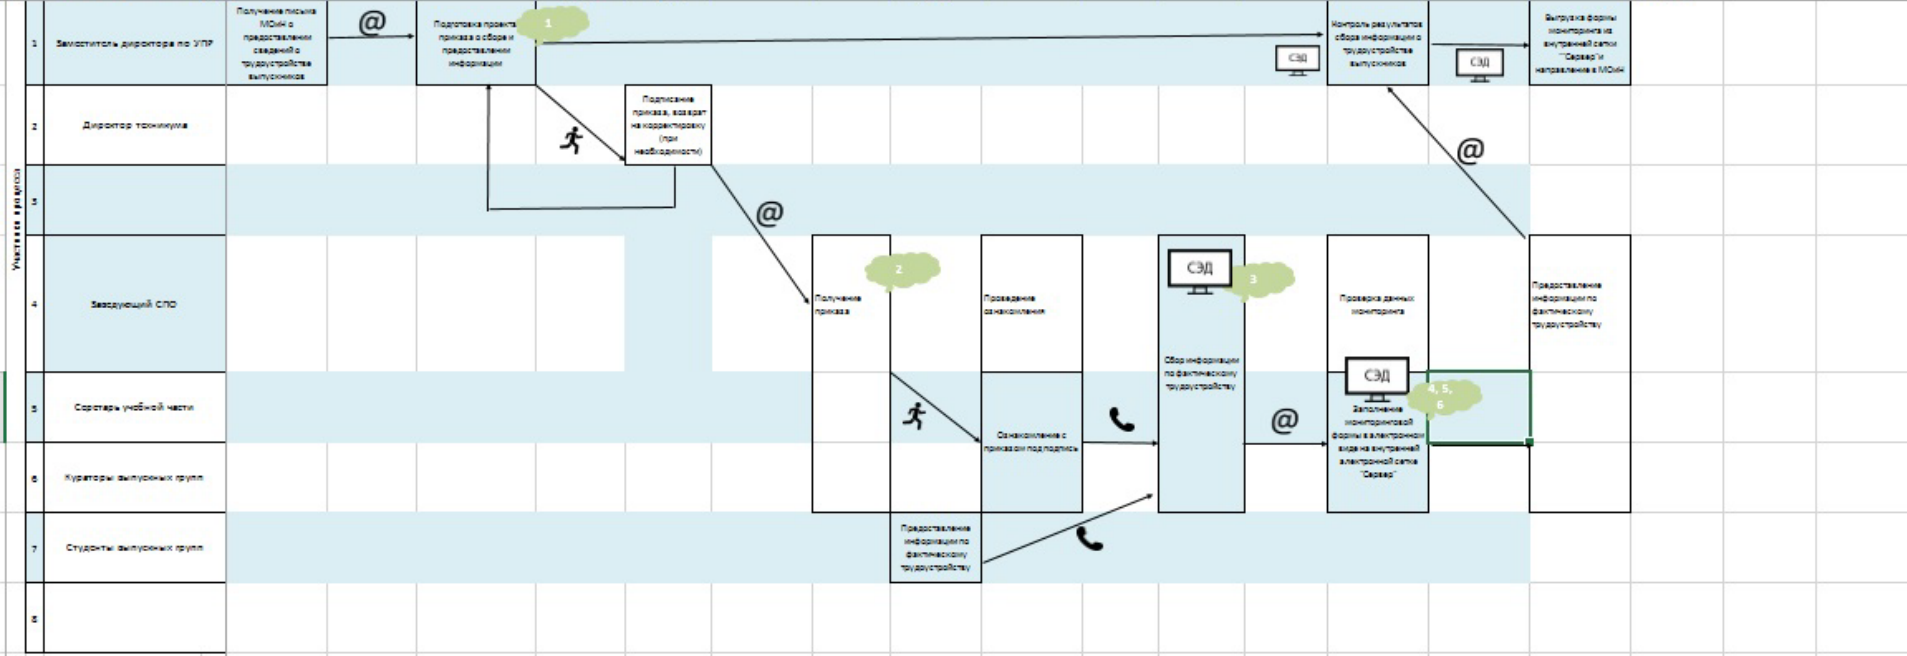 Участники процесса
1
Заместитель директора по УПР
Получение письма
МОиН о
предоставлении
сведений о
трудоустройстве
выпускников
@
Подготовка проекта
приказа о сборе и
предоставлении
информации
1
СЭД
Контроль результатов
сбора информации о
трудоустройстве
выпускников
СЭД
Выгрузка формы
мониторинга из
внутренней сетки
"Сервер" и
направление в МОиН
2
Директор техникума
Подписание
приказа, возврат
на корректировку
(при
необходимости)
@
3
@
4
Заведующий СПО
Получение
приказа
2
Проведение
ознакомления
СЭД
3
Сбор информации
по фактическому
трудоустройству
Проверка данных
мониторинга
Предоставление
информации по
фактическому
трудоустройству
5
Серетарь учебной части
Ознакомление с
приказом под подпись
@
СЭД
4, 5,
6
Заполнение
мониторинговой
формы в электронном
виде на внутренней
электронной сетке
"Сервер"
6
Кураторы выпускных групп
7
Студенты выпускных групп
Предоставление
информации по
фактическому
трудоустройству
8